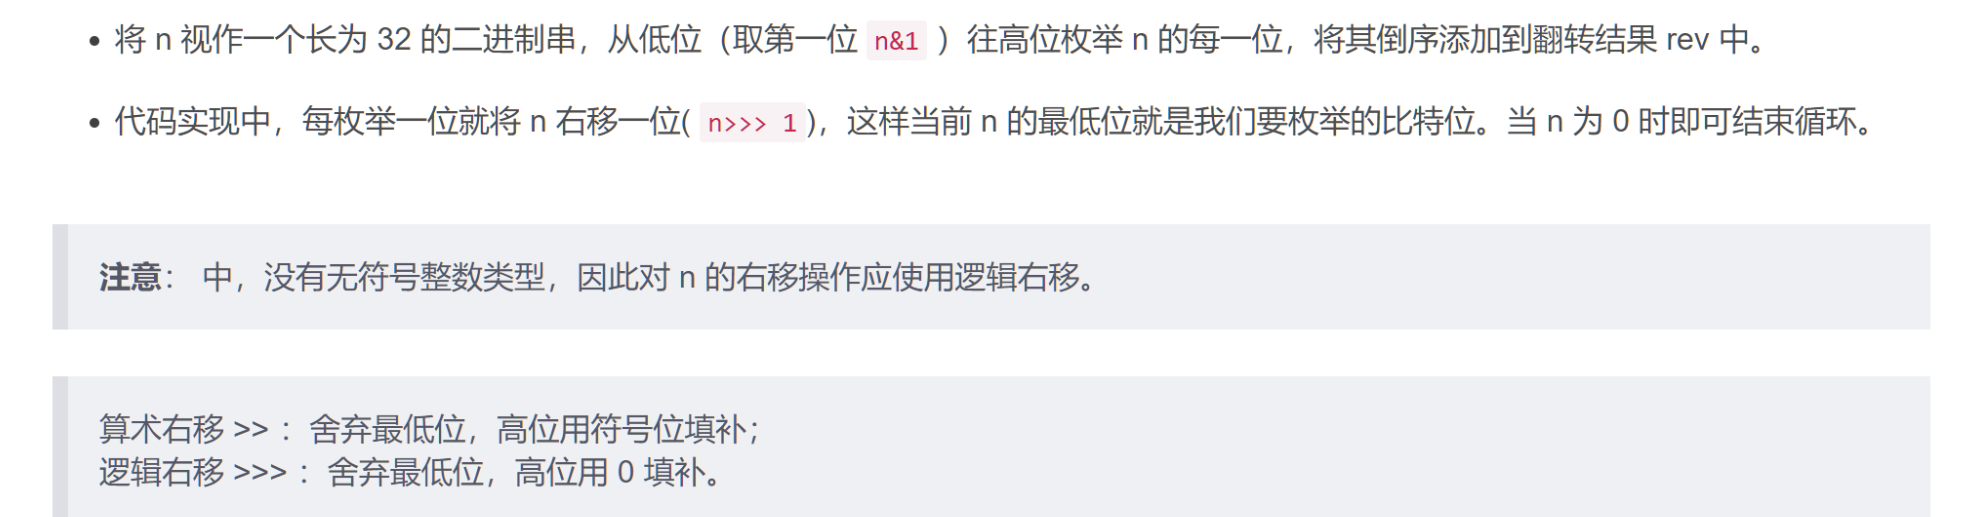 将 n 视作一个长为 32 的二进制串，从低位（取第一位 n&1 ）往高位枚举 n 的每一位，将其倒序添加到翻转结果 rev 中。
代码实现中，每枚举一位就将 n 右移一位( n>>> 1 )，这样当前 n 的最低位就是我们要枚举的比特位。当 n 为 0 时即可结束循环。
注意： 中，没有无符号整数类型，因此对 n 的右移操作应使用逻辑右移。
算术右移 >> ：舍弃最低位，高位用符号位填补；
逻辑右移 >>> ：舍弃最低位，高位用 0 填补。